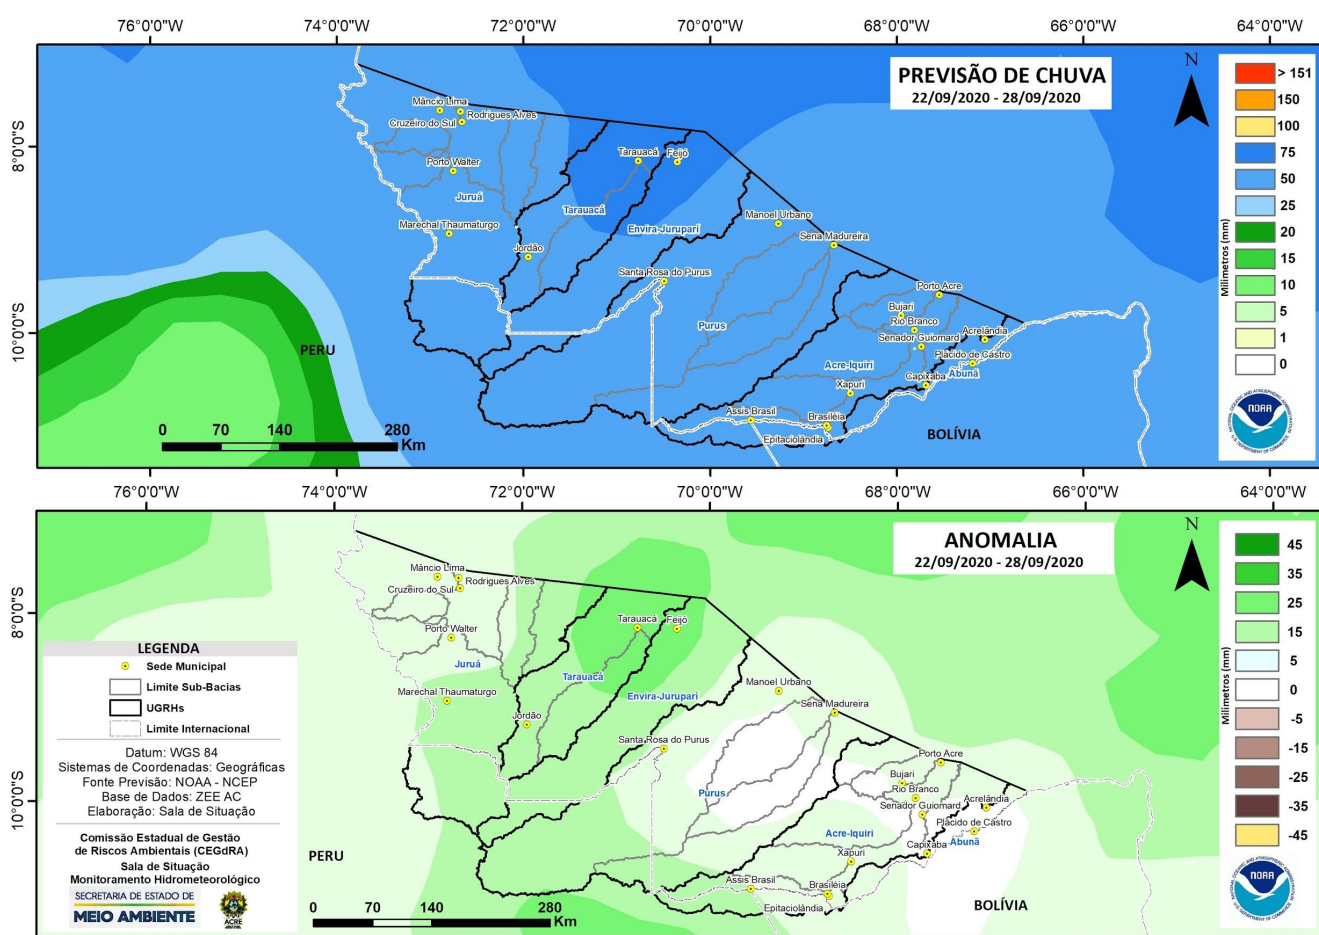 76°0'0"W 74°0'0"W 72°0'0"W 70°0'0"W 68°0'0"W 66°0'0"W 64°0'0"W
PREVISÃO DE CHUVA
22/09/2020 - 28/09/2020
N
8°0'0"S
10°0'0"S
Mâncio Lima
Rodrigues Alves
Cruzeiro do Sul
Porto Walter
Juruá
Marechal Thaumaturgo
Jordão
Tarauacá
Feijó
Tarauacá
Envira-Jurupari
Manoel Urbano
Sena Madureira
Santa Rosa do Purus
Purus
Porto Acre
Bujari
Rio Branco
Senador Guiomard
Acrelândia
Plácido de Castro
Abunã
Acre-Iquiri
Capixaba
Xapuri
Assis Brasil
Brasiléia
Epitaciolândia
PERU
BOLÍVIA
0 70 140 280
Km
Milimetros (mm)
> 151
150
100
75
50
25
20
15
10
5
1
0
NOAA
76°0'0"W 74°0'0"W 72°0'0"W 70°0'0"W 68°0'0"W 66°0'0"W 64°0'0"W
ANOMALIA
22/09/2020 - 28/09/2020
N
8°0'0"S
10°0'0"S
Mâncio Lima
Rodrigues Alves
Cruzeiro do Sul
Porto Walter
Juruá
Marechal Thaumaturgo
Jordão
Tarauacá
Feijó
Tarauacá
Envira-Jurupari
Manoel Urbano
Sena Madureira
Santa Rosa do Purus
Purus
Porto Acre
Bujari
Rio Branco
Senador Guiomard
Acrelândia
Plácido de Castro
Abunã
Acre-Iquiri
Capixaba
Xapuri
Assis Brasil
Brasiléia
Epitaciolândia
PERU
BOLÍVIA
0 70 140 280
Km
Milimetros (mm)
45
35
25
15
5
0
-5
-15
-25
-35
-45
NOAA
LEGENDA
Sede Municipal
Limite Sub-Bacias
UGRHs
Limite Internacional
Datum: WGS 84
Sistemas de Coordenadas: Geográficas
Fonte Previsão: NOAA - NCEP
Base de Dados: ZEE AC
Elaboração: Sala de Situação
Comissão Estadual de Gestão
de Riscos Ambientais (CEGdRA)
Sala de Situação
Monitoramento Hidrometeorológico
SECRETARIA DE ESTADO DE
MEIO AMBIENTE
ACRE